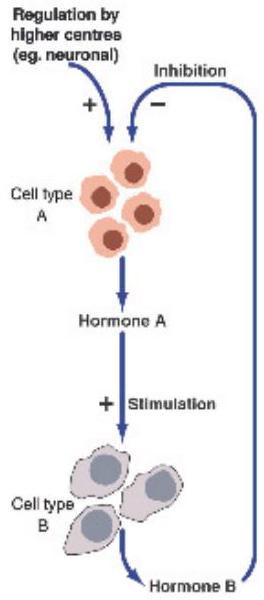 Regulation by
higher centres
(eg. neuronal)
Inhibition
+
−
Cell type
A
Hormone A
+ Stimulation
Cell type
B
Hormone B